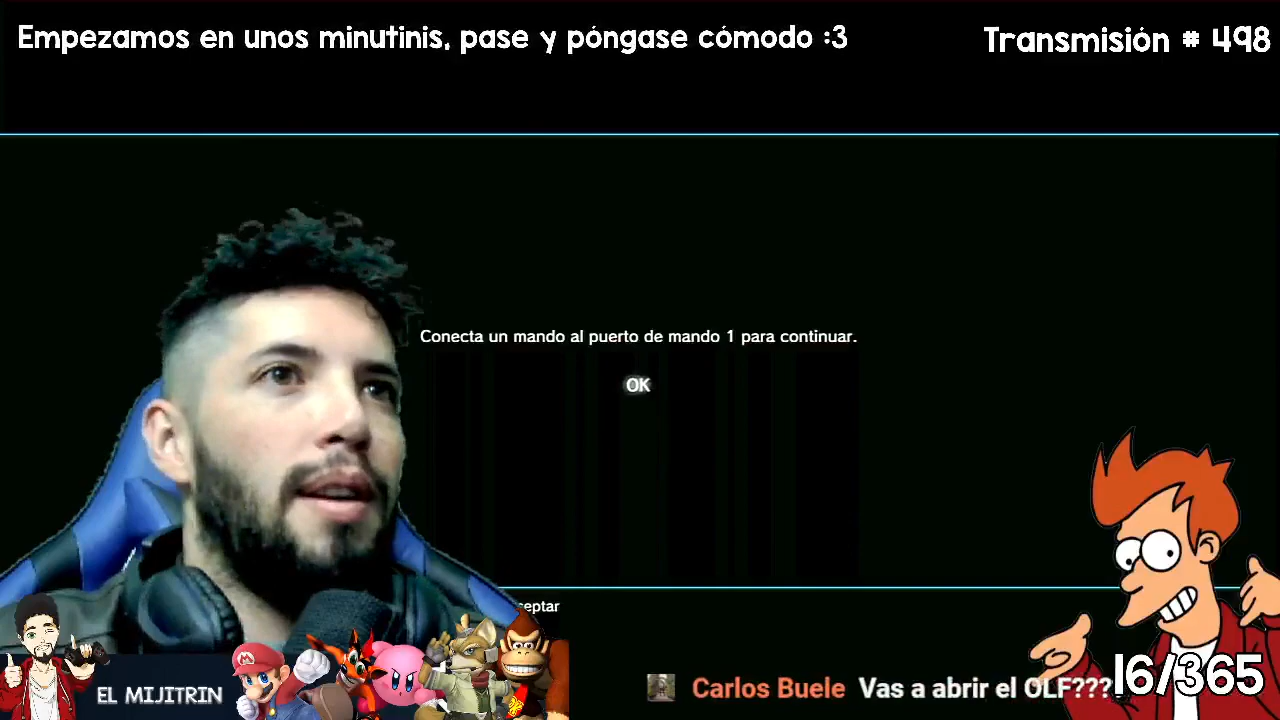 Empezamos en unos minutinis, pase y póngase cómodo :3
Transmisión # 498
Conecta un mando al puerto de mando 1 para continuar.
OK
EL MIJITRIN
Carlos Buele Vas a abrir el OLF???
16/365